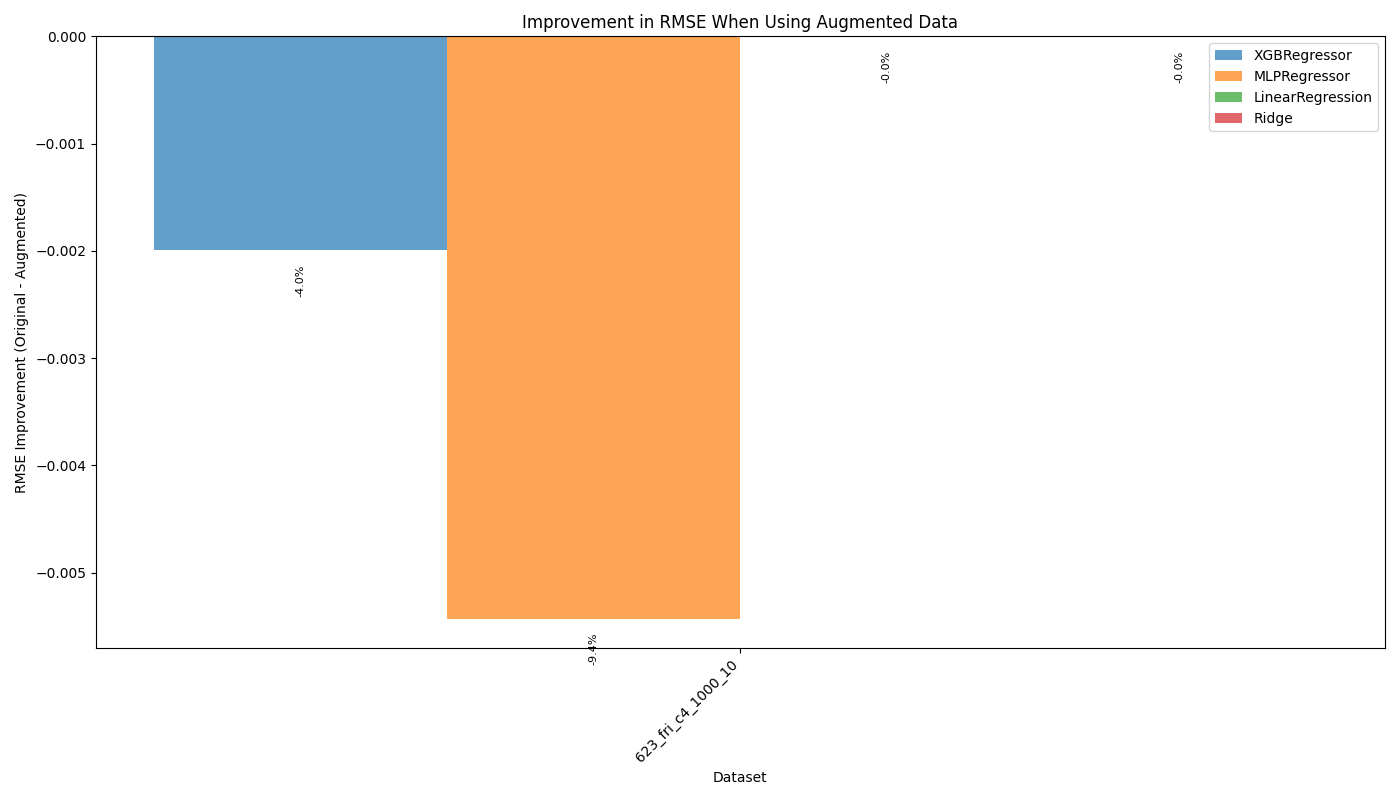 Improvement in RMSE When Using Augmented Data
0.000
−0.001
−0.002
−0.003
−0.004
−0.005
RMSE Improvement (Original - Augmented)
-4.0%
-9.4%
-0.0%
-0.0%
XGBRegressor
MLPRegressor
LinearRegression
Ridge
623_fri_c4_1000_10
Dataset